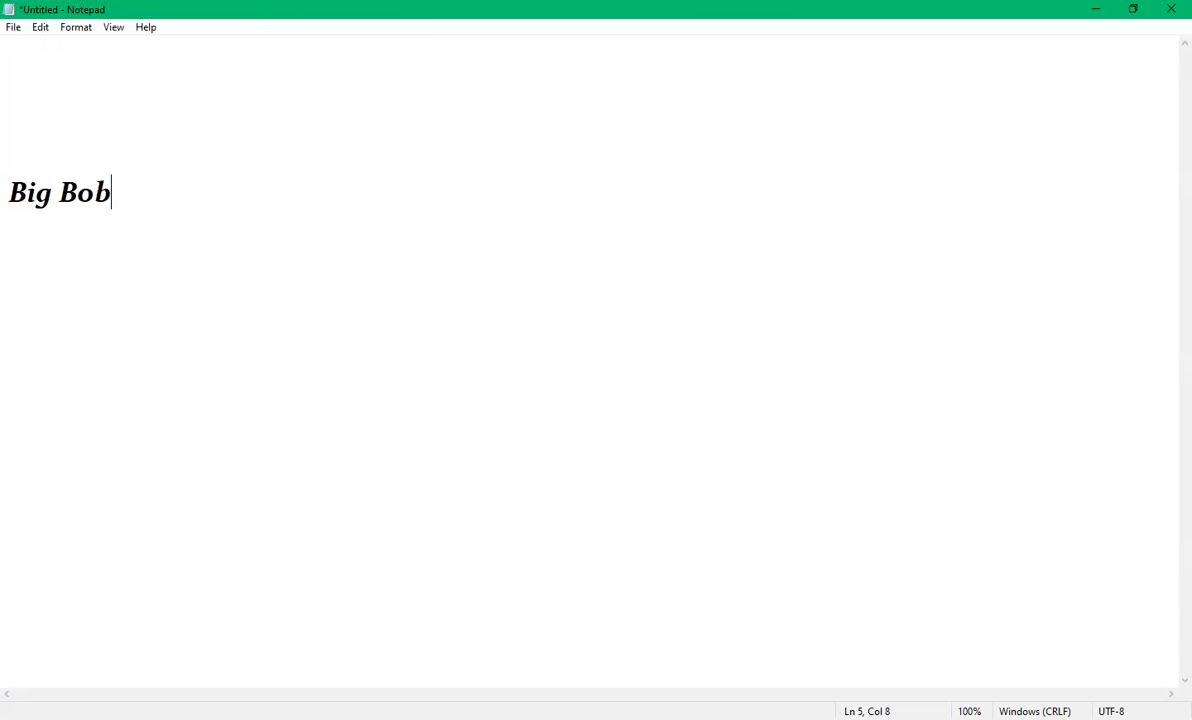 *Untitled - Notepad
File Edit Format View Help
Big Bob
Ln 5, Col 8 100% Windows (CRLF) UTF-8